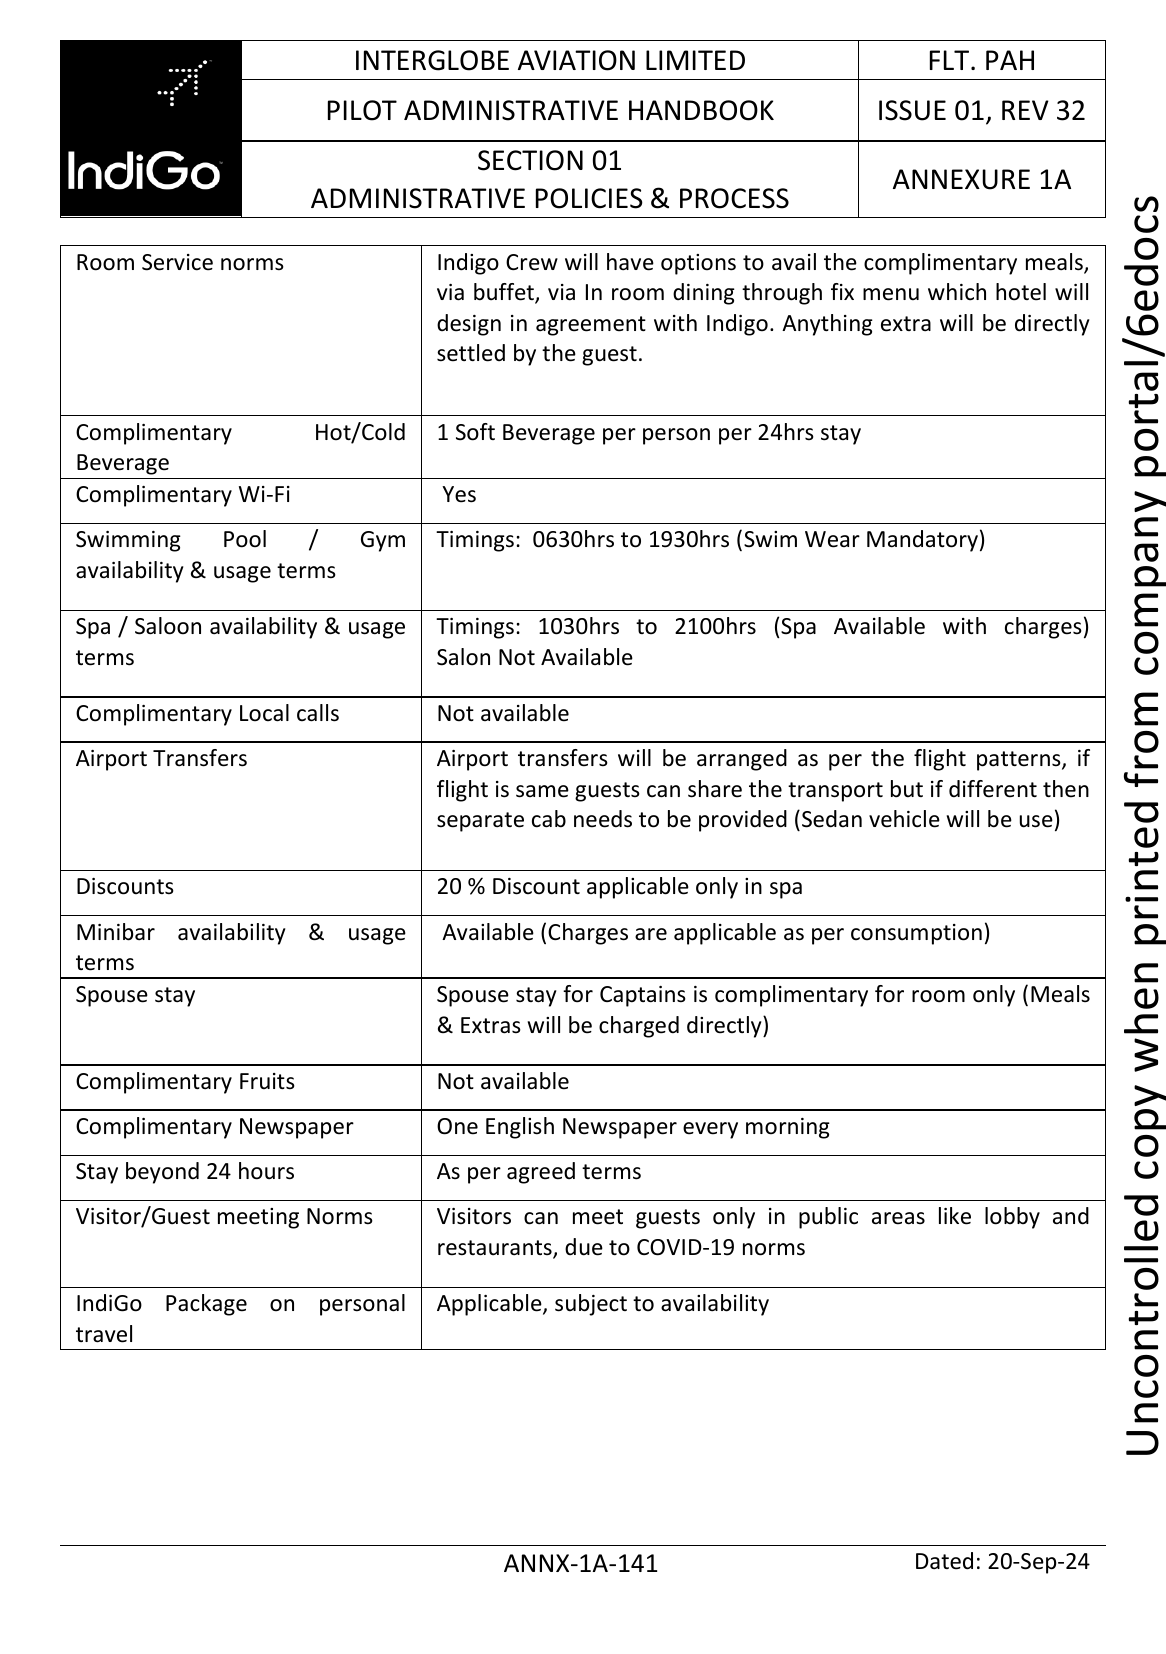 INTERGLOBE AVIATION LIMITED
FLT. PAH
PILOT ADMINISTRATIVE HANDBOOK
ISSUE 01, REV 32
IndiGo
SECTION 01
ADMINISTRATIVE POLICIES & PROCESS
ANNEXURE 1A
Room Service norms
Indigo Crew will have options to avail the complimentary meals,
via buffet, via In room dining through fix menu which hotel will
design in agreement with Indigo. Anything extra will be directly
settled by the guest.
Complimentary Hot/Cold
Beverage
1 Soft Beverage per person per 24hrs stay
Complimentary Wi-Fi
Yes
Swimming Pool / Gym
availability & usage terms
Timings: 0630hrs to 1930hrs (Swim Wear Mandatory)
Spa / Saloon availability & usage
terms
Timings: 1030hrs to 2100hrs (Spa Available with charges)
Salon Not Available
Complimentary Local calls
Not available
Airport Transfers
Airport transfers will be arranged as per the flight patterns, if
flight is same guests can share the transport but if different then
separate cab needs to be provided (Sedan vehicle will be use)
Discounts
20 % Discount applicable only in spa
Minibar availability & usage
terms
Available (Charges are applicable as per consumption)
Spouse stay
Spouse stay for Captains is complimentary for room only (Meals
& Extras will be charged directly)
Complimentary Fruits
Not available
Complimentary Newspaper
One English Newspaper every morning
Stay beyond 24 hours
As per agreed terms
Visitor/Guest meeting Norms
Visitors can meet guests only in public areas like lobby and
restaurants, due to COVID-19 norms
IndiGo Package on personal
travel
Applicable, subject to availability
ANNX-1A-141
Dated: 20-Sep-24
Uncontrolled copy when printed from company portal/6edocs